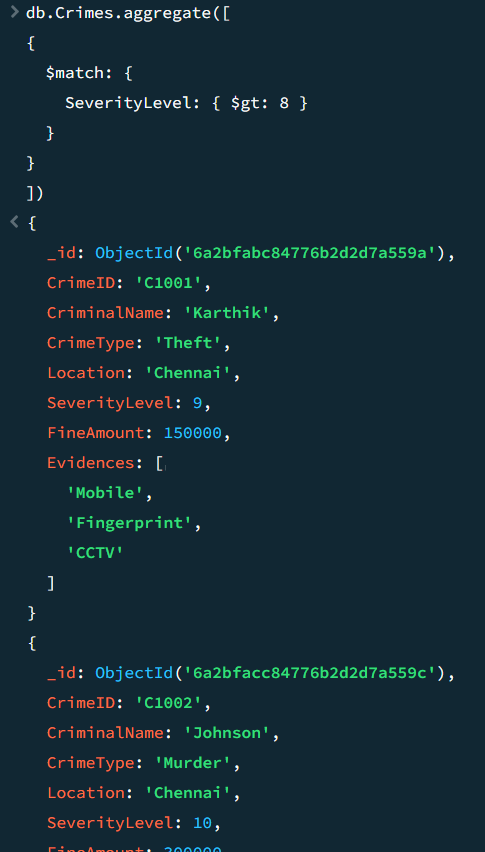 db.Crimes.aggregate([
{
$match: {
SeverityLevel: { $gt: 8 }
}
}
])
{
_id: ObjectId('6a2bfabc84776b2d2d7a559a'),
CrimeID: 'C1001',
CriminalName: 'Karthik',
CrimeType: 'Theft',
Location: 'Chennai',
SeverityLevel: 9,
FineAmount: 150000,
Evidences: [
'Mobile',
'Fingerprint',
'CCTV'
]
}
{
_id: ObjectId('6a2bfacc84776b2d2d7a559c'),
CrimeID: 'C1002',
CriminalName: 'Johnson',
CrimeType: 'Murder',
Location: 'Chennai',
SeverityLevel: 10,
FineAmount: 300000